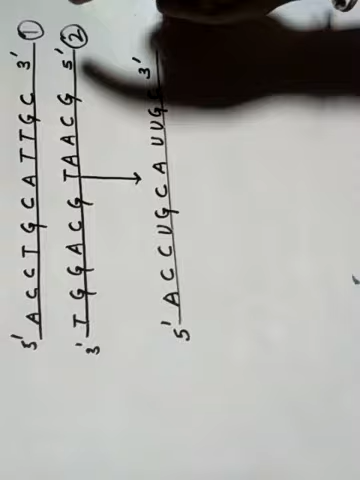 5' A C C T G C A T T G C 3' ①
3' T G G A C G T A A C G 5' ②
5' A C C U G C A U U G C 3'